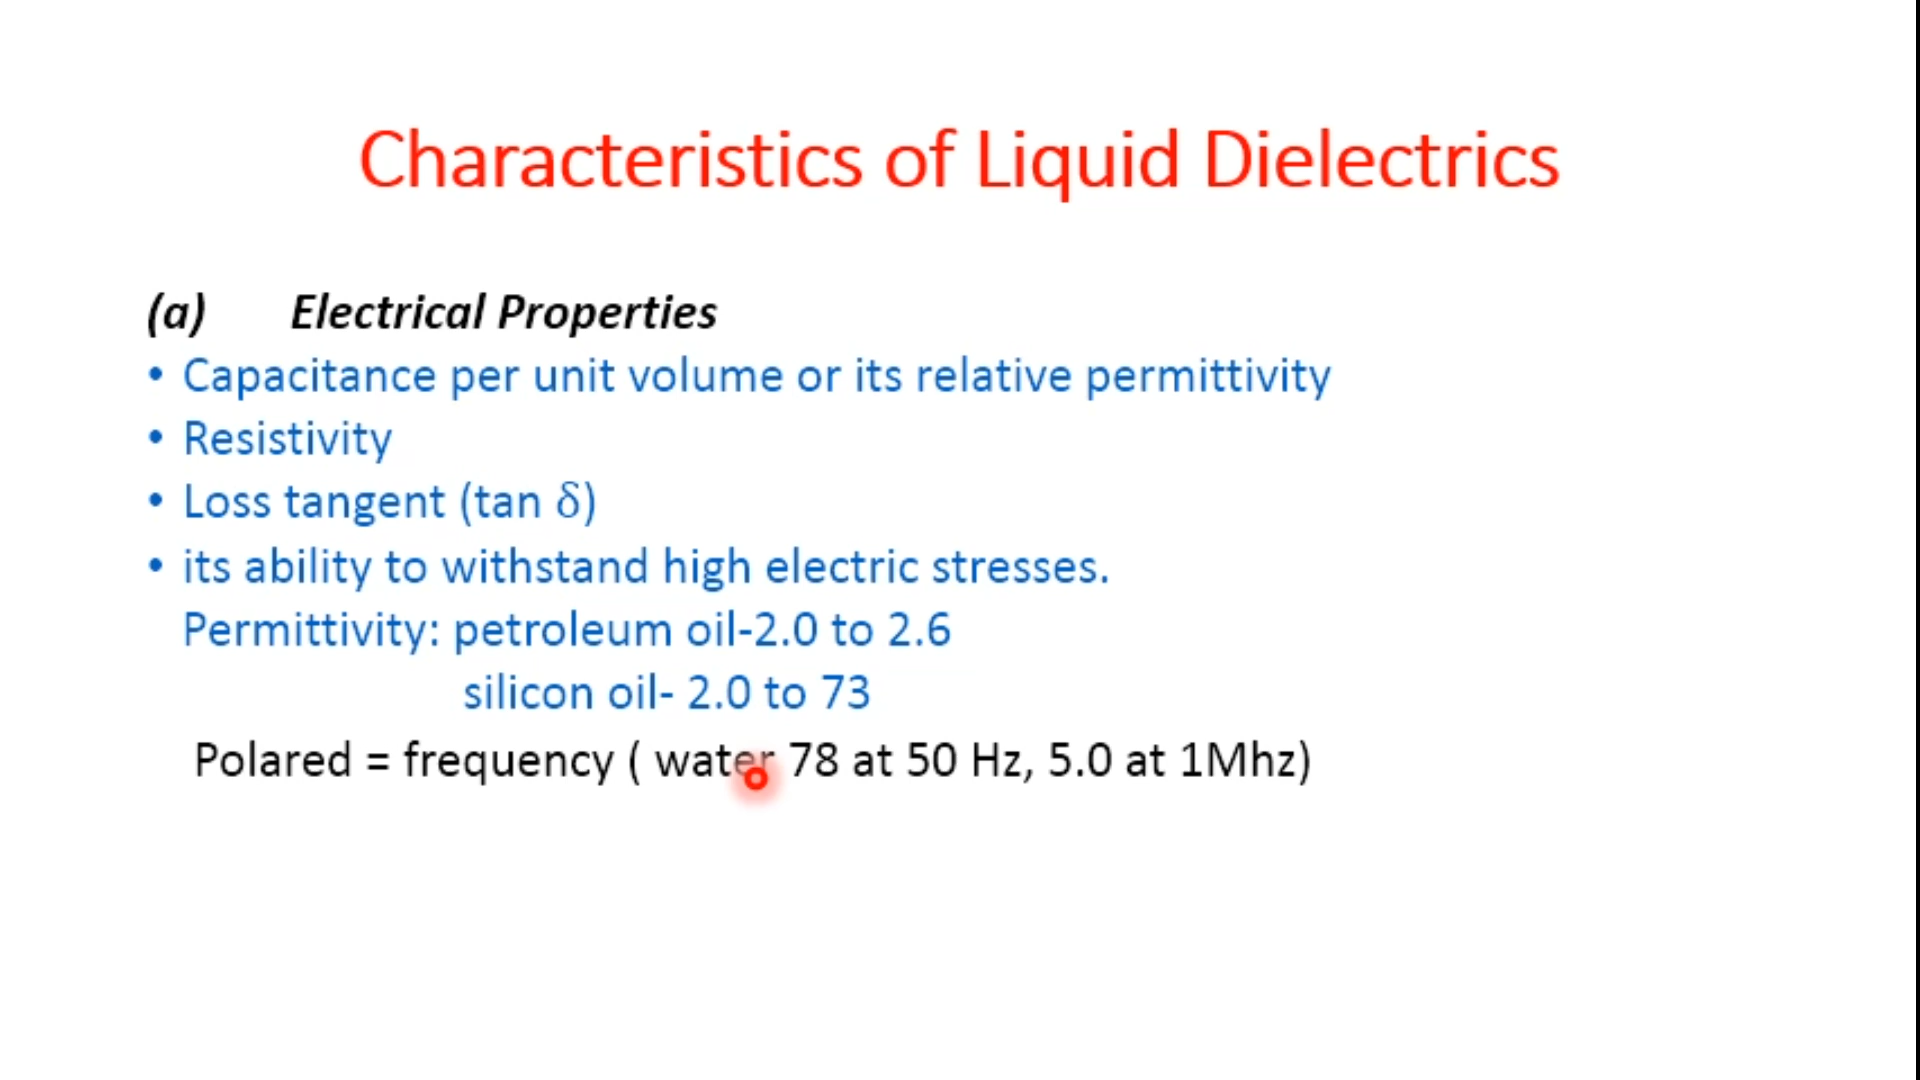 Characteristics of Liquid Dielectrics
(a) Electrical Properties
• Capacitance per unit volume or its relative permittivity
• Resistivity
• Loss tangent (tan δ)
• its ability to withstand high electric stresses.
Permittivity: petroleum oil-2.0 to 2.6
silicon oil- 2.0 to 73
Polared = frequency ( water 78 at 50 Hz, 5.0 at 1Mhz)